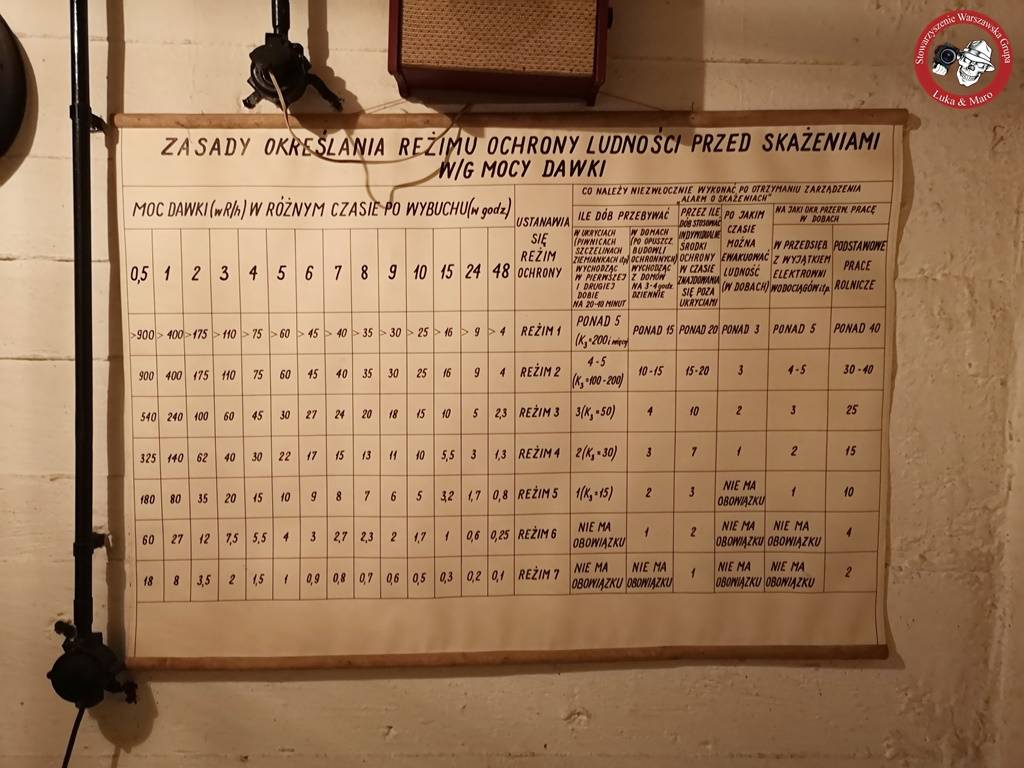 Stowarzyszenie Warszawska Grupa
Luka & Maro
ZASADY OKREŚLANIA REŻIMU OCHRONY LUDNOŚCI PRZED SKAŻENIAMI
W/G MOCY DAWKI
MOC DAWKI (w R/h) W RÓŻNYM CZASIE PO WYBUCHU (w godz.)
0,5 1 2 3 4 5 6 7 8 9 10 15 24 48
USTANAWIA
SIĘ
REŻIM
OCHRONY
CO NALEŻY NIEZWŁOCZNIE WYKONAĆ PO OTRZYMANIU ZARZĄDZENIA
"ALARM O SKAŻENIACH"
ILE DÓB PRZEBYWAĆ
W UKRYCIACH
(PIWNICACH
SZCZELINACH
ZIEMIANKACH itp)
WYCHODZĄC
W PIERWSZEJ
I DRUGIEJ
DOBIE
NA 20-40 MINUT
W DOMACH
(PO OPUSZCZ.
BUDOWLI
OCHRONNYCH)
WYCHODZĄC
Z DOMÓW
NA 3-4 godz.
DZIENNIE
PRZEZ ILE
DÓB STOSOWAĆ
INDYWIDUALNE
ŚRODKI
OCHRONY
W CZASIE
ZNAJDOWANIA
SIĘ POZA
UKRYCIAMI
PO JAKIM
CZASIE
MOŻNA
EWAKUOWAĆ
LUDNOŚĆ
(W DOBACH)
NA JAKI OKR. PRZERW. PRACĘ
W DOBACH
W PRZEDSIĘB.
Z WYJĄTKIEM
ELEKTROWNI
WODOCIĄGÓW itp.
PODSTAWOWE
PRACE
ROLNICZE
>900 >400 >175 >110 >75 >60 >45 >40 >35 >30 >25 >16 >9 >4 REŻIM 1 PONAD 5 (K₃=200 i więcej) PONAD 15 PONAD 20 PONAD 3 PONAD 5 PONAD 40
900 400 175 110 75 60 45 40 35 30 25 16 9 4 REŻIM 2 4-5 (K₃=100-200) 10-15 15-20 3 4-5 30-40
540 240 100 60 45 30 27 24 20 18 15 10 5 2,3 REŻIM 3 3(K₃=50) 4 10 2 3 25
325 140 62 40 30 22 17 15 13 11 10 5,5 3 1,3 REŻIM 4 2(K₃=30) 3 7 1 2 15
180 80 35 20 15 10 9 8 7 6 5 3,2 1,7 0,8 REŻIM 5 1(K₃=15) 2 3 NIE MA OBOWIĄZKU 1 10
60 27 12 7,5 5,5 4 3 2,7 2,3 2 1,7 1 0,6 0,25 REŻIM 6 NIE MA OBOWIĄZKU 1 2 NIE MA OBOWIĄZKU NIE MA OBOWIĄZKU 4
18 8 3,5 2 1,5 1 0,9 0,8 0,7 0,6 0,5 0,3 0,2 0,1 REŻIM 7 NIE MA OBOWIĄZKU NIE MA OBOWIĄZKU 1 NIE MA OBOWIĄZKU NIE MA OBOWIĄZKU 2